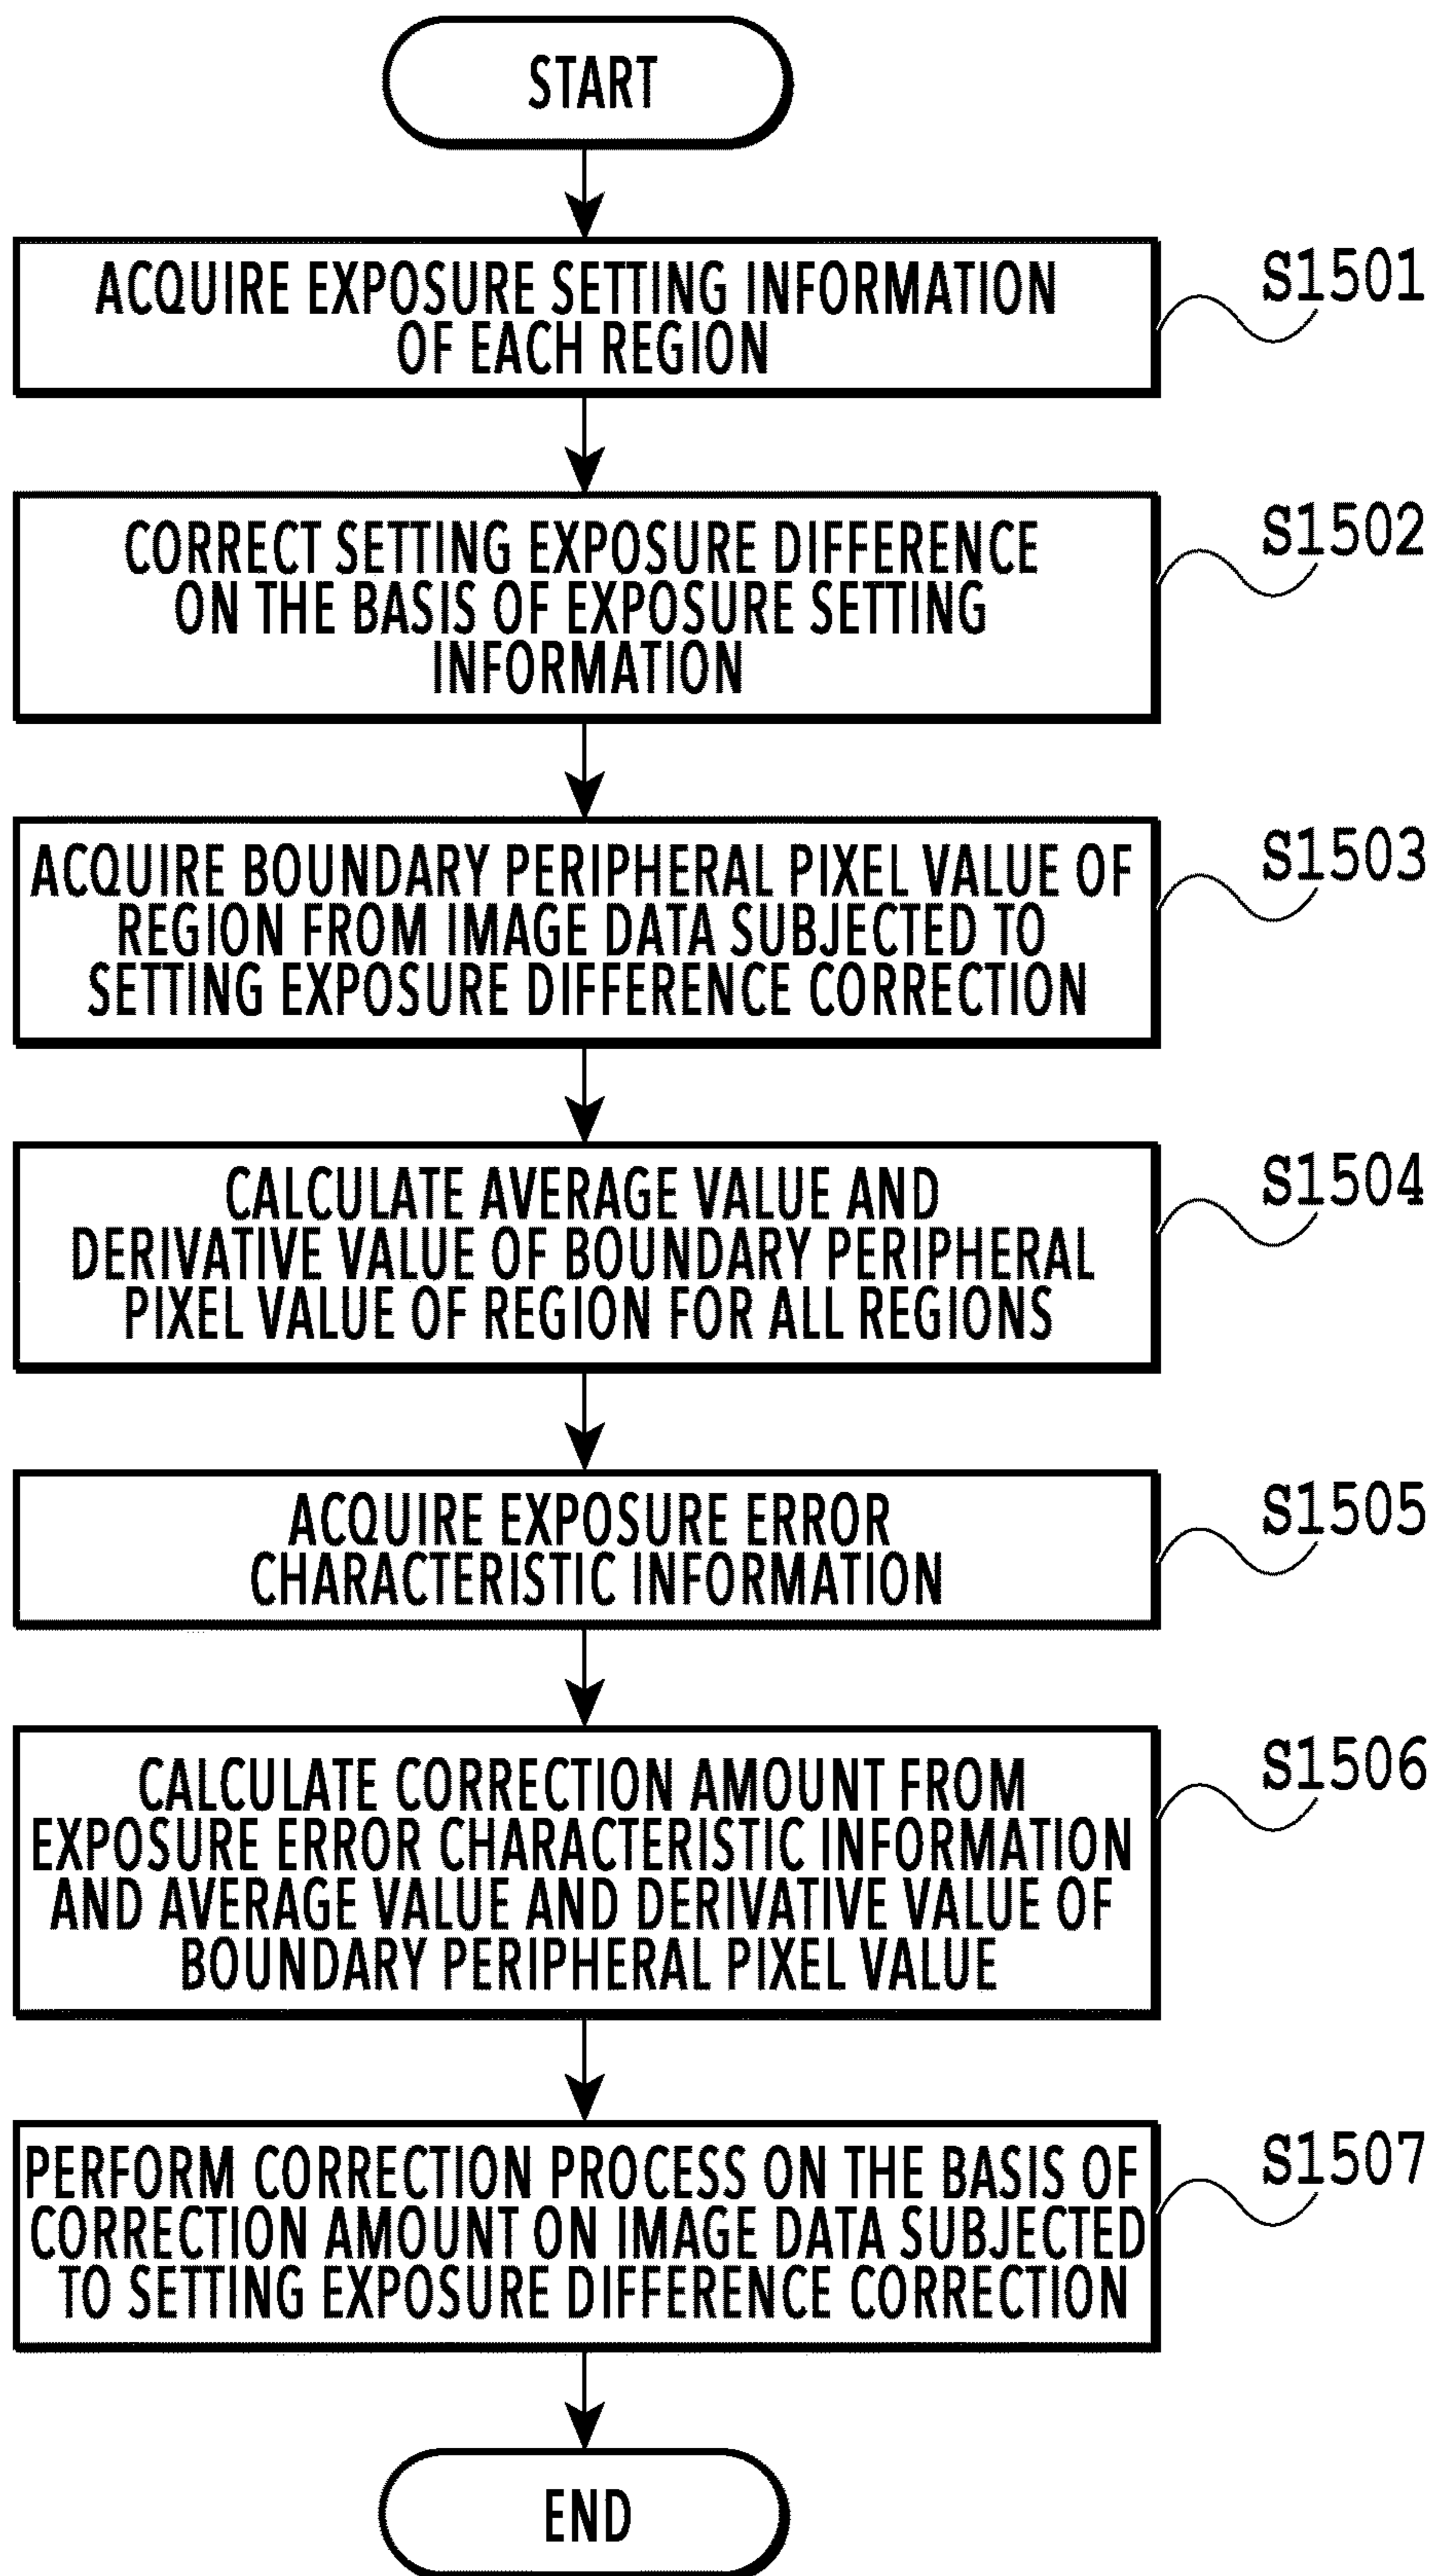 START
ACQUIRE EXPOSURE SETTING INFORMATION
OF EACH REGION
S1501
CORRECT SETTING EXPOSURE DIFFERENCE
ON THE BASIS OF EXPOSURE SETTING
INFORMATION
S1502
ACQUIRE BOUNDARY PERIPHERAL PIXEL VALUE OF
REGION FROM IMAGE DATA SUBJECTED TO
SETTING EXPOSURE DIFFERENCE CORRECTION
S1503
CALCULATE AVERAGE VALUE AND
DERIVATIVE VALUE OF BOUNDARY PERIPHERAL
PIXEL VALUE OF REGION FOR ALL REGIONS
S1504
ACQUIRE EXPOSURE ERROR
CHARACTERISTIC INFORMATION
S1505
CALCULATE CORRECTION AMOUNT FROM
EXPOSURE ERROR CHARACTERISTIC INFORMATION
AND AVERAGE VALUE AND DERIVATIVE VALUE OF
BOUNDARY PERIPHERAL PIXEL VALUE
S1506
PERFORM CORRECTION PROCESS ON THE BASIS OF
CORRECTION AMOUNT ON IMAGE DATA SUBJECTED
TO SETTING EXPOSURE DIFFERENCE CORRECTION
S1507
END